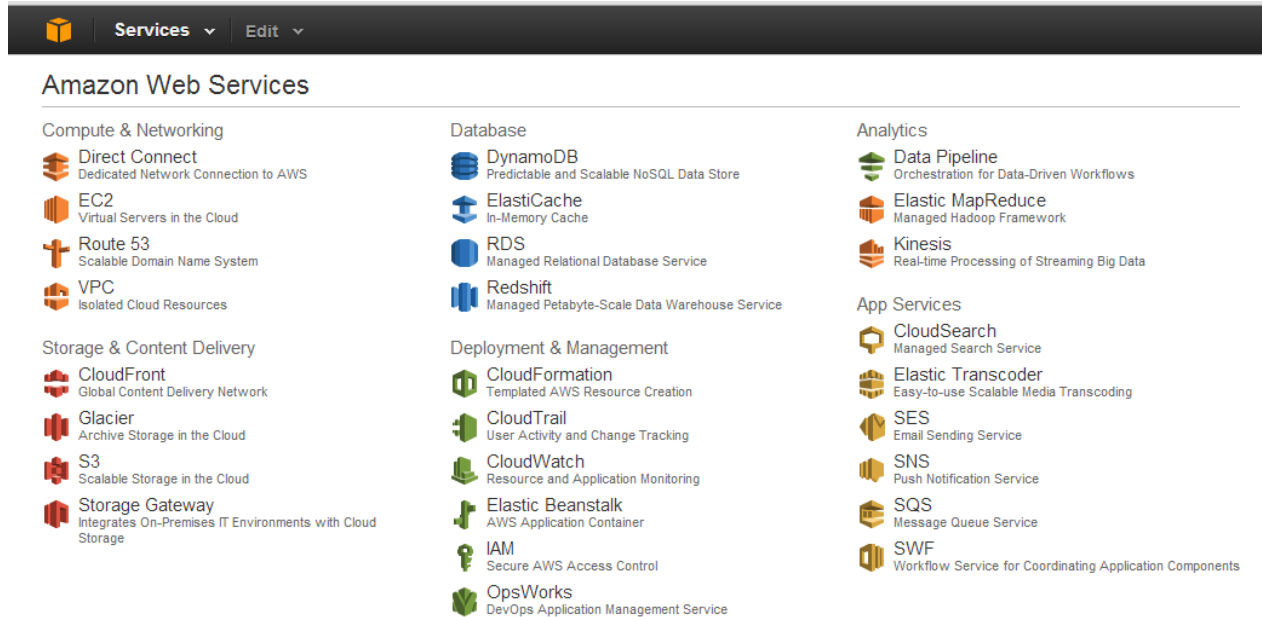 Services
Edit
Amazon Web Services
Compute & Networking
Direct Connect
Dedicated Network Connection to AWS
EC2
Virtual Servers in the Cloud
Route 53
Scalable Domain Name System
VPC
Isolated Cloud Resources
Storage & Content Delivery
CloudFront
Global Content Delivery Network
Glacier
Archive Storage in the Cloud
S3
Scalable Storage in the Cloud
Storage Gateway
Integrates On-Premises IT Environments with Cloud
Storage
Database
DynamoDB
Predictable and Scalable NoSQL Data Store
ElastiCache
In-Memory Cache
RDS
Managed Relational Database Service
Redshift
Managed Petabyte-Scale Data Warehouse Service
Deployment & Management
CloudFormation
Templated AWS Resource Creation
CloudTrail
User Activity and Change Tracking
CloudWatch
Resource and Application Monitoring
Elastic Beanstalk
AWS Application Container
IAM
Secure AWS Access Control
OpsWorks
DevOps Application Management Service
Analytics
Data Pipeline
Orchestration for Data-Driven Workflows
Elastic MapReduce
Managed Hadoop Framework
Kinesis
Real-time Processing of Streaming Big Data
App Services
CloudSearch
Managed Search Service
Elastic Transcoder
Easy-to-use Scalable Media Transcoding
SES
Email Sending Service
SNS
Push Notification Service
SQS
Message Queue Service
SWF
Workflow Service for Coordinating Application Components